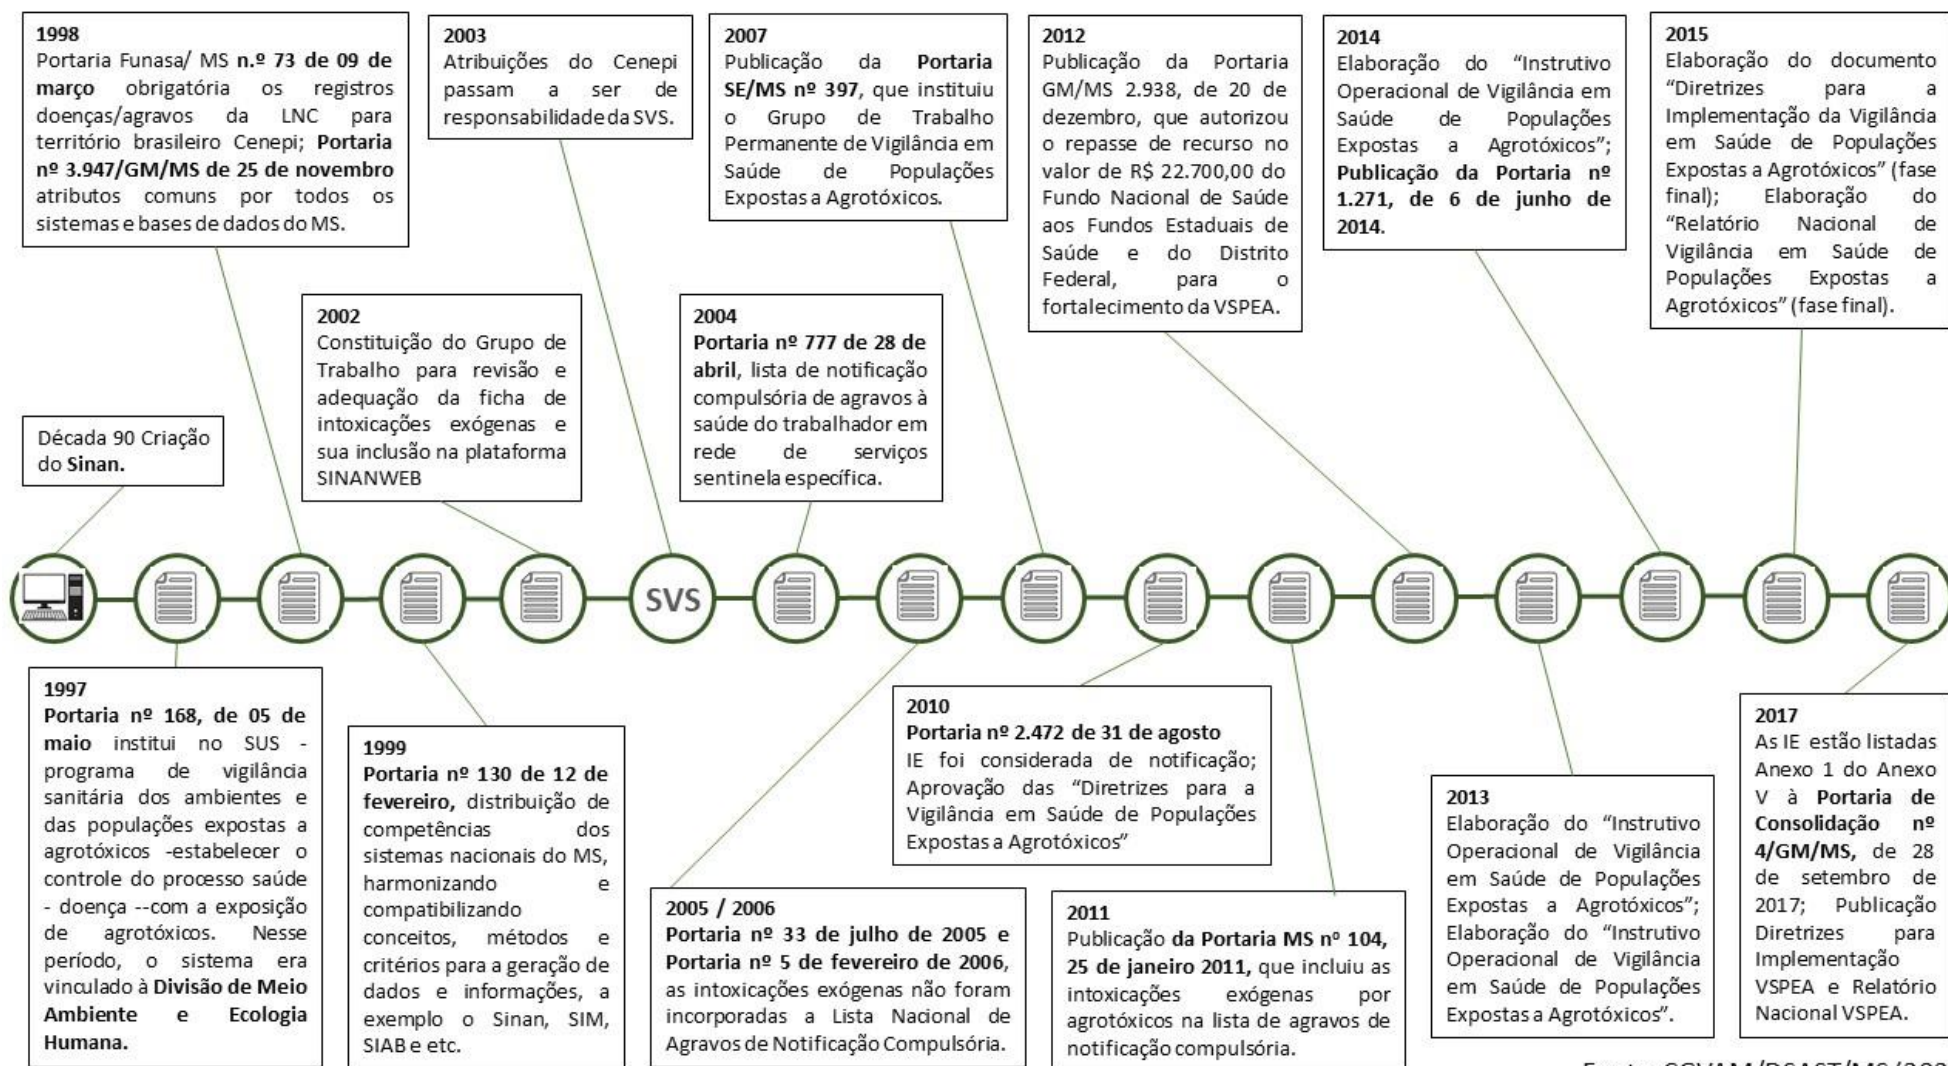 1998
Portaria Funasa/ MS n.º 73 de 09 de
março obrigatória os registros
doenças/agravos da LNC para
território brasileiro Cenepi; Portaria
nº 3.947/GM/MS de 25 de novembro
atributos comuns por todos os
sistemas e bases de dados do MS.
2003
Atribuições do Cenepi
passam a ser de
responsabilidade da SVS.
2007
Publicação da Portaria
SE/MS nº 397, que instituiu
o Grupo de Trabalho
Permanente de Vigilância em
Saúde de Populações
Expostas a Agrotóxicos.
2012
Publicação da Portaria
GM/MS 2.938, de 20 de
dezembro, que autorizou
o repasse de recurso no
valor de R$ 22.700,00 do
Fundo Nacional de Saúde
aos Fundos Estaduais de
Saúde e do Distrito
Federal, para o
fortalecimento da VSPEA.
2014
Elaboração do “Instrutivo
Operacional de Vigilância em
Saúde de Populações
Expostas a Agrotóxicos”;
Publicação da Portaria nº
1.271, de 6 de junho de
2014.
2015
Elaboração do documento
“Diretrizes para a
Implementação da Vigilância
em Saúde de Populações
Expostas a Agrotóxicos” (fase
final); Elaboração do
“Relatório Nacional de
Vigilância em Saúde de
Populações Expostas a
Agrotóxicos” (fase final).
Década 90 Criação
do Sinan.
2002
Constituição do Grupo de
Trabalho para revisão e
adequação da ficha de
intoxicações exógenas e
sua inclusão na plataforma
SINANWEB
2004
Portaria nº 777 de 28 de
abril, lista de notificação
compulsória de agravos à
saúde do trabalhador em
rede de serviços
sentinela específica.
SVS
1997
Portaria nº 168, de 05 de
maio institui no SUS -
programa de vigilância
sanitária dos ambientes e
das populações expostas a
agrotóxicos -estabelecer o
controle do processo saúde
- doença --com a exposição
de agrotóxicos. Nesse
período, o sistema era
vinculado à Divisão de Meio
Ambiente e Ecologia
Humana.
1999
Portaria nº 130 de 12 de
fevereiro, distribuição de
competências dos
sistemas nacionais do MS,
harmonizando e
compatibilizando
conceitos, métodos e
critérios para a geração de
dados e informações, a
exemplo o Sinan, SIM,
SIAB e etc.
2005 / 2006
Portaria nº 33 de julho de 2005 e
Portaria nº 5 de fevereiro de 2006,
as intoxicações exógenas não foram
incorporadas a Lista Nacional de
Agravos de Notificação Compulsória.
2010
Portaria nº 2.472 de 31 de agosto
IE foi considerada de notificação;
Aprovação das “Diretrizes para a
Vigilância em Saúde de Populações
Expostas a Agrotóxicos”
2011
Publicação da Portaria MS nº 104,
25 de janeiro 2011, que incluiu as
intoxicações exógenas por
agrotóxicos na lista de agravos de
notificação compulsória.
2013
Elaboração do “Instrutivo
Operacional de Vigilância
em Saúde de Populações
Expostas a Agrotóxicos”;
Elaboração do “Instrutivo
Operacional de Vigilância
em Saúde de Populações
Expostas a Agrotóxicos”.
2017
As IE estão listadas
Anexo 1 do Anexo
V à Portaria de
Consolidação nº
4/GM/MS, de 28
de setembro de
2017; Publicação
Diretrizes para
Implementação
VSPEA e Relatório
Nacional VSPEA.